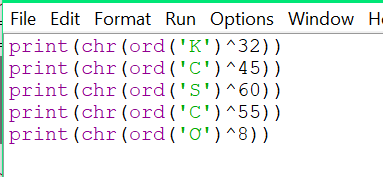 File Edit Format Run Options Window He
print(chr(ord('K')^32))
print(chr(ord('C')^45))
print(chr(ord('S')^60))
print(chr(ord('C')^55))
print(chr(ord('Ơ')^8))